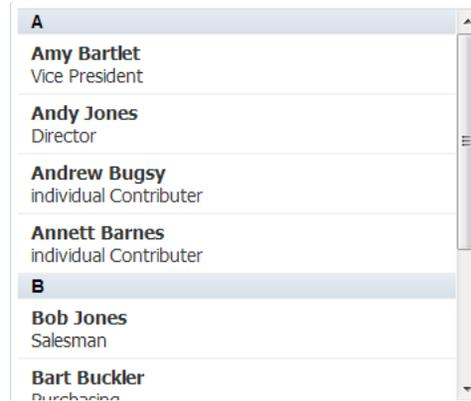 A
Amy Bartlet
Vice President
Andy Jones
Director
Andrew Bugsy
individual Contributer
Annett Barnes
individual Contributer
B
Bob Jones
Salesman
Bart Buckler
Purchasing